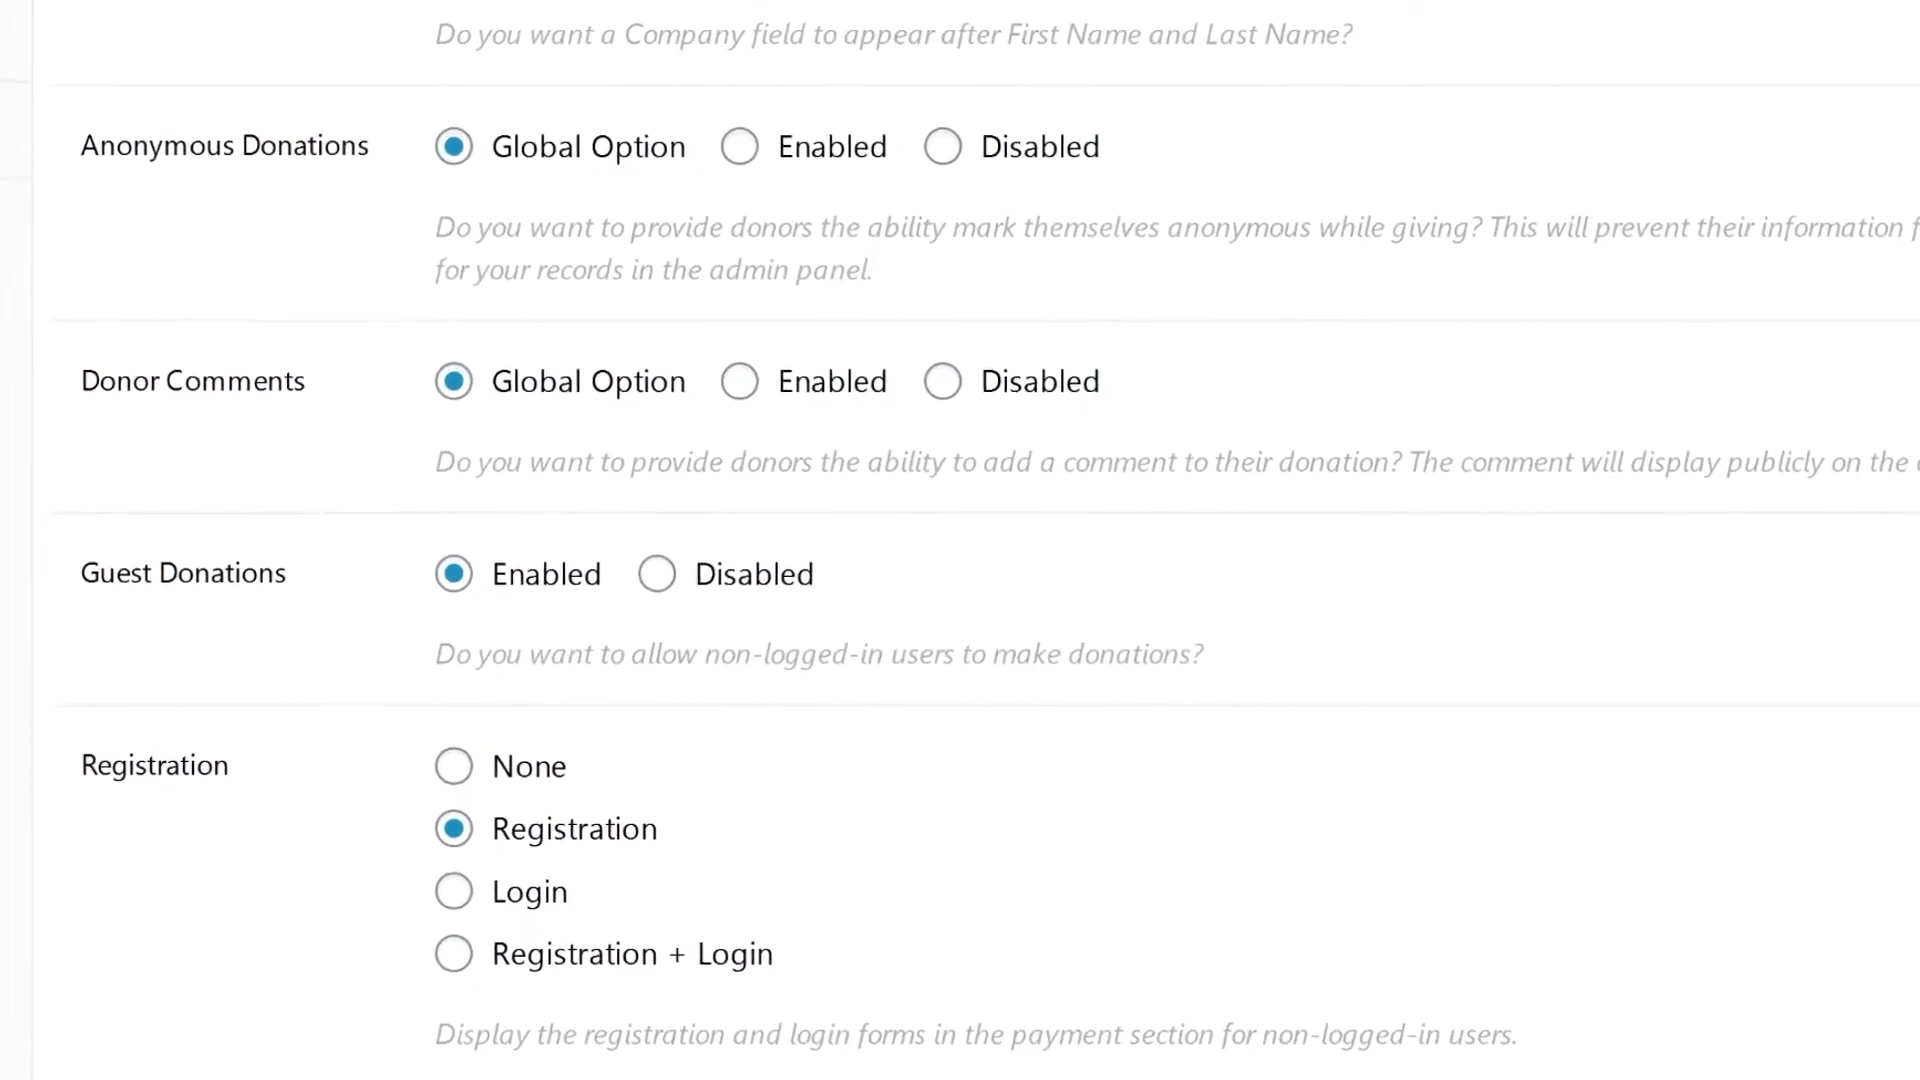 Do you want a Company field to appear after First Name and Last Name?
Anonymous Donations Global Option Enabled Disabled
Do you want to provide donors the ability mark themselves anonymous while giving? This will prevent their information
for your records in the admin panel.
Donor Comments Global Option Enabled Disabled
Do you want to provide donors the ability to add a comment to their donation? The comment will display publicly on the
Guest Donations Enabled Disabled
Do you want to allow non-logged-in users to make donations?
Registration None
Registration
Login
Registration + Login
Display the registration and login forms in the payment section for non-logged-in users.